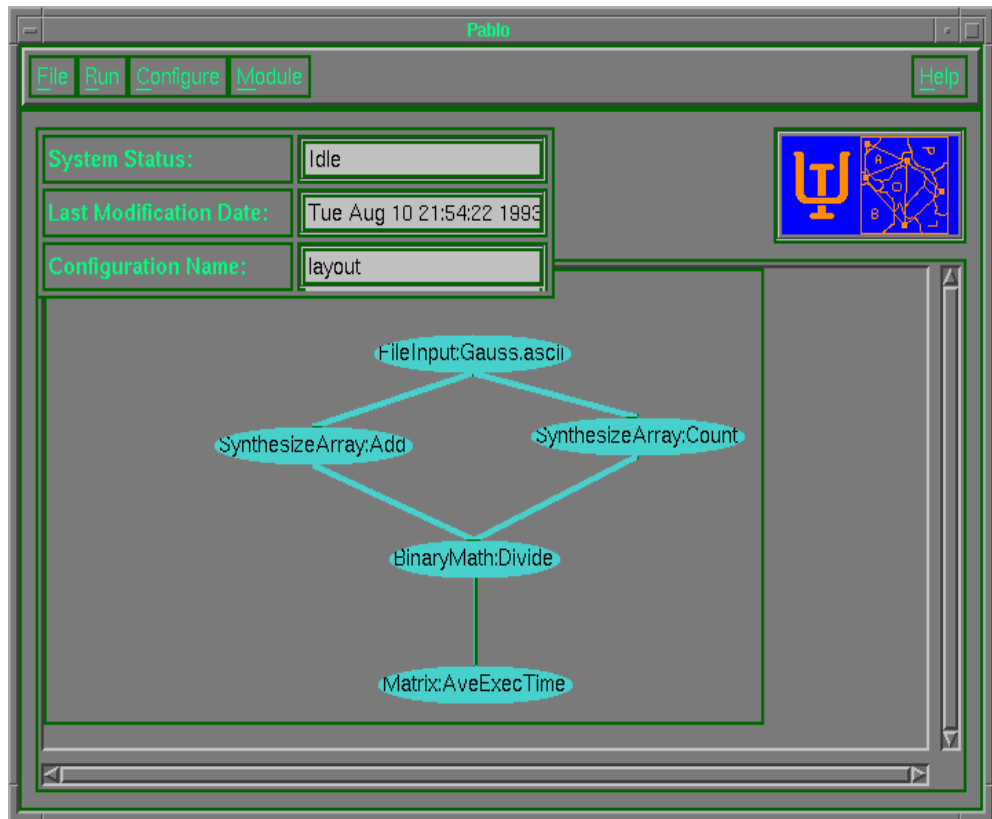 Pablo
File Run Configure Module Help
System Status: Idle
Last Modification Date: Tue Aug 10 21:54:22 1993
Configuration Name: layout
P
A
O
B
L
FileInput:Gauss.ascii
SynthesizeArray:Add
SynthesizeArray:Count
BinaryMath:Divide
Matrix:AveExecTime